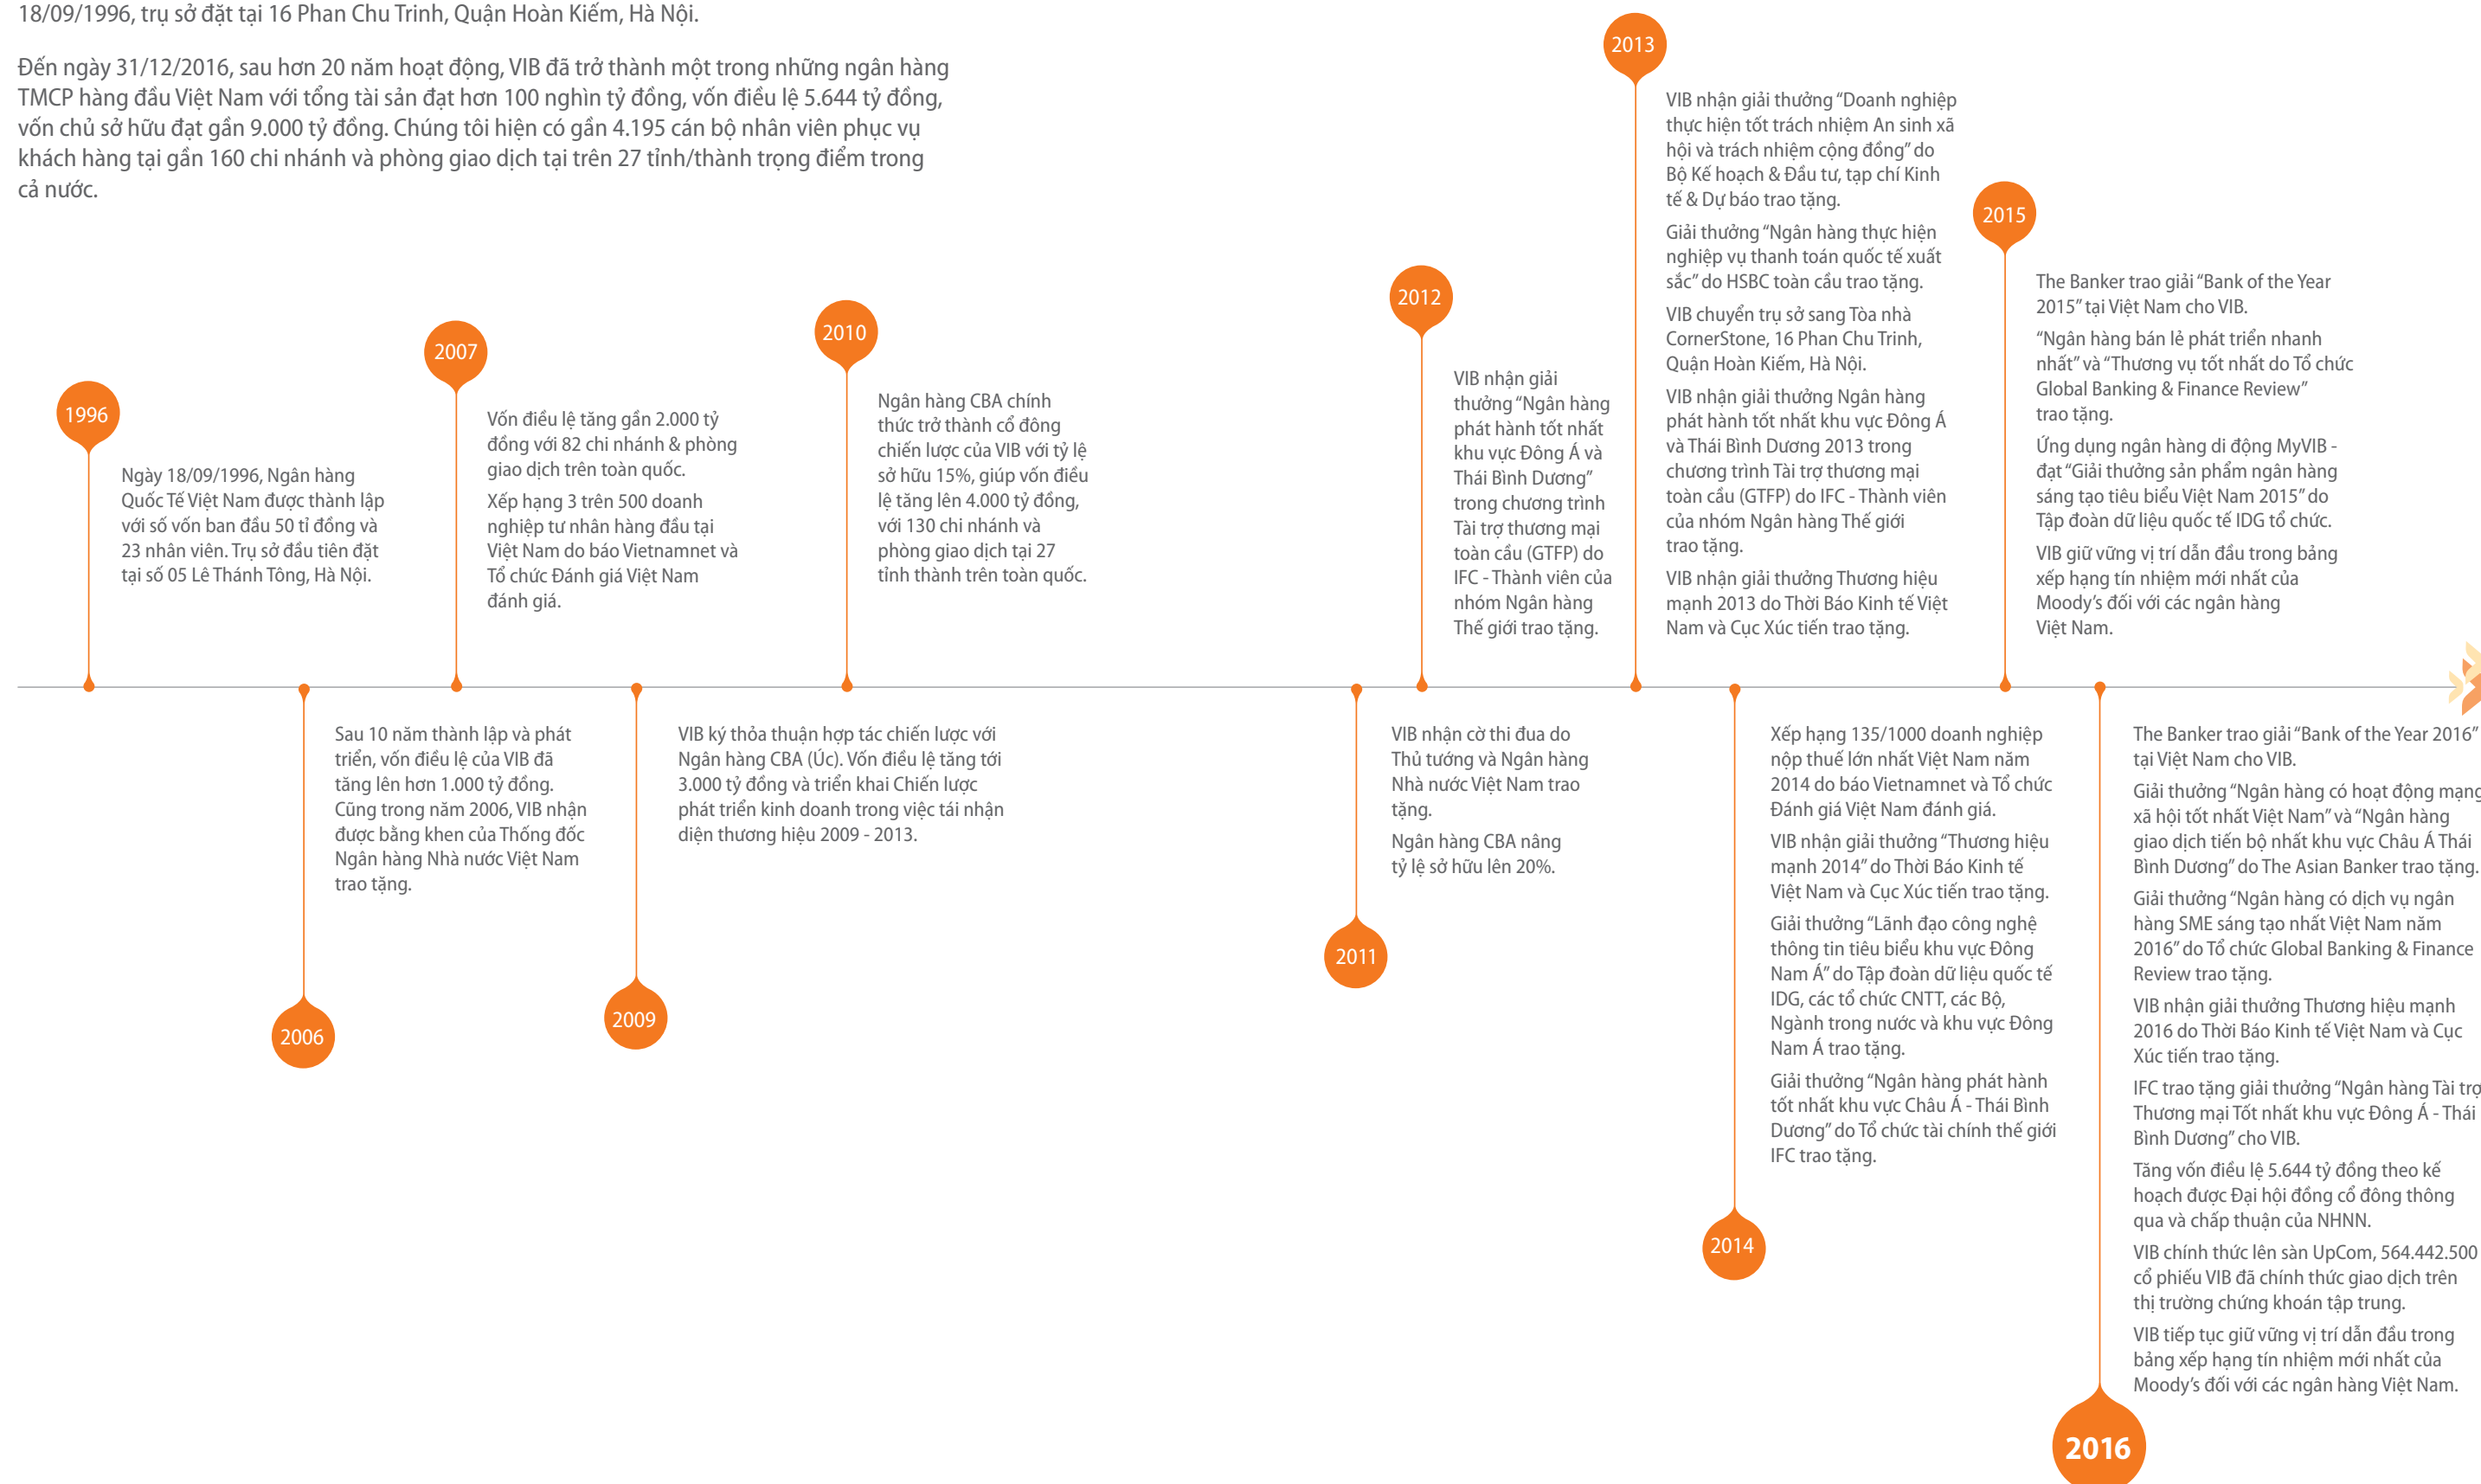 18/09/1996, trụ sở đặt tại 16 Phan Chu Trinh, Quận Hoàn Kiếm, Hà Nội.
Đến ngày 31/12/2016, sau hơn 20 năm hoạt động, VIB đã trở thành một trong những ngân hàng
TMCP hàng đầu Việt Nam với tổng tài sản đạt hơn 100 nghìn tỷ đồng, vốn điều lệ 5.644 tỷ đồng,
vốn chủ sở hữu đạt gần 9.000 tỷ đồng. Chúng tôi hiện có gần 4.195 cán bộ nhân viên phục vụ
khách hàng tại gần 160 chi nhánh và phòng giao dịch tại trên 27 tỉnh/thành trọng điểm trong
cả nước.
1996
Ngày 18/09/1996, Ngân hàng
Quốc Tế Việt Nam được thành lập
với số vốn ban đầu 50 tỉ đồng và
23 nhân viên. Trụ sở đầu tiên đặt
tại số 05 Lê Thánh Tông, Hà Nội.
Sau 10 năm thành lập và phát
triển, vốn điều lệ của VIB đã
tăng lên hơn 1.000 tỷ đồng.
Cũng trong năm 2006, VIB nhận
được bằng khen của Thống đốc
Ngân hàng Nhà nước Việt Nam
trao tặng.
2006
2007
Vốn điều lệ tăng gần 2.000 tỷ
đồng với 82 chi nhánh & phòng
giao dịch trên toàn quốc.
Xếp hạng 3 trên 500 doanh
nghiệp tư nhân hàng đầu tại
Việt Nam do báo Vietnamnet và
Tổ chức Đánh giá Việt Nam
đánh giá.
VIB ký thỏa thuận hợp tác chiến lược với
Ngân hàng CBA (Úc). Vốn điều lệ tăng tới
3.000 tỷ đồng và triển khai Chiến lược
phát triển kinh doanh trong việc tái nhận
diện thương hiệu 2009 - 2013.
2009
2010
Ngân hàng CBA chính
thức trở thành cổ đông
chiến lược của VIB với tỷ lệ
sở hữu 15%, giúp vốn điều
lệ tăng lên 4.000 tỷ đồng,
với 130 chi nhánh và
phòng giao dịch tại 27
tỉnh thành trên toàn quốc.
VIB nhận cờ thi đua do
Thủ tướng và Ngân hàng
Nhà nước Việt Nam trao
tặng.
Ngân hàng CBA nâng
tỷ lệ sở hữu lên 20%.
2011
2012
VIB nhận giải
thưởng “Ngân hàng
phát hành tốt nhất
khu vực Đông Á và
Thái Bình Dương”
trong chương trình
Tài trợ thương mại
toàn cầu (GTFP) do
IFC - Thành viên của
nhóm Ngân hàng
Thế giới trao tặng.
2013
VIB nhận giải thưởng “Doanh nghiệp
thực hiện tốt trách nhiệm An sinh xã
hội và trách nhiệm cộng đồng” do
Bộ Kế hoạch & Đầu tư, tạp chí Kinh
tế & Dự báo trao tặng.
Giải thưởng “Ngân hàng thực hiện
nghiệp vụ thanh toán quốc tế xuất
sắc” do HSBC toàn cầu trao tặng.
VIB chuyển trụ sở sang Tòa nhà
CornerStone, 16 Phan Chu Trinh,
Quận Hoàn Kiếm, Hà Nội.
VIB nhận giải thưởng Ngân hàng
phát hành tốt nhất khu vực Đông Á
và Thái Bình Dương 2013 trong
chương trình Tài trợ thương mại
toàn cầu (GTFP) do IFC - Thành viên
của nhóm Ngân hàng Thế giới
trao tặng.
VIB nhận giải thưởng Thương hiệu
mạnh 2013 do Thời Báo Kinh tế Việt
Nam và Cục Xúc tiến trao tặng.
Xếp hạng 135/1000 doanh nghiệp
nộp thuế lớn nhất Việt Nam năm
2014 do báo Vietnamnet và Tổ chức
Đánh giá Việt Nam đánh giá.
VIB nhận giải thưởng “Thương hiệu
mạnh 2014” do Thời Báo Kinh tế
Việt Nam và Cục Xúc tiến trao tặng.
Giải thưởng “Lãnh đạo công nghệ
thông tin tiêu biểu khu vực Đông
Nam Á” do Tập đoàn dữ liệu quốc tế
IDG, các tổ chức CNTT, các Bộ,
Ngành trong nước và khu vực Đông
Nam Á trao tặng.
Giải thưởng “Ngân hàng phát hành
tốt nhất khu vực Châu Á - Thái Bình
Dương” do Tổ chức tài chính thế giới
IFC trao tặng.
2014
2015
The Banker trao giải “Bank of the Year
2015” tại Việt Nam cho VIB.
“Ngân hàng bán lẻ phát triển nhanh
nhất” và “Thương vụ tốt nhất do Tổ chức
Global Banking & Finance Review”
trao tặng.
Ứng dụng ngân hàng di động MyVIB -
đạt “Giải thưởng sản phẩm ngân hàng
sáng tạo tiêu biểu Việt Nam 2015” do
Tập đoàn dữ liệu quốc tế IDG tổ chức.
VIB giữ vững vị trí dẫn đầu trong bảng
xếp hạng tín nhiệm mới nhất của
Moody’s đối với các ngân hàng
Việt Nam.
The Banker trao giải “Bank of the Year 2016”
tại Việt Nam cho VIB.
Giải thưởng “Ngân hàng có hoạt động mạng
xã hội tốt nhất Việt Nam” và “Ngân hàng
giao dịch tiến bộ nhất khu vực Châu Á Thái
Bình Dương” do The Asian Banker trao tặng.
Giải thưởng “Ngân hàng có dịch vụ ngân
hàng SME sáng tạo nhất Việt Nam năm
2016” do Tổ chức Global Banking & Finance
Review trao tặng.
VIB nhận giải thưởng Thương hiệu mạnh
2016 do Thời Báo Kinh tế Việt Nam và Cục
Xúc tiến trao tặng.
IFC trao tặng giải thưởng “Ngân hàng Tài trợ
Thương mại Tốt nhất khu vực Đông Á - Thái
Bình Dương” cho VIB.
Tăng vốn điều lệ 5.644 tỷ đồng theo kế
hoạch được Đại hội đồng cổ đông thông
qua và chấp thuận của NHNN.
VIB chính thức lên sàn UpCom, 564.442.500
cổ phiếu VIB đã chính thức giao dịch trên
thị trường chứng khoán tập trung.
VIB tiếp tục giữ vững vị trí dẫn đầu trong
bảng xếp hạng tín nhiệm mới nhất của
Moody’s đối với các ngân hàng Việt Nam.
2016